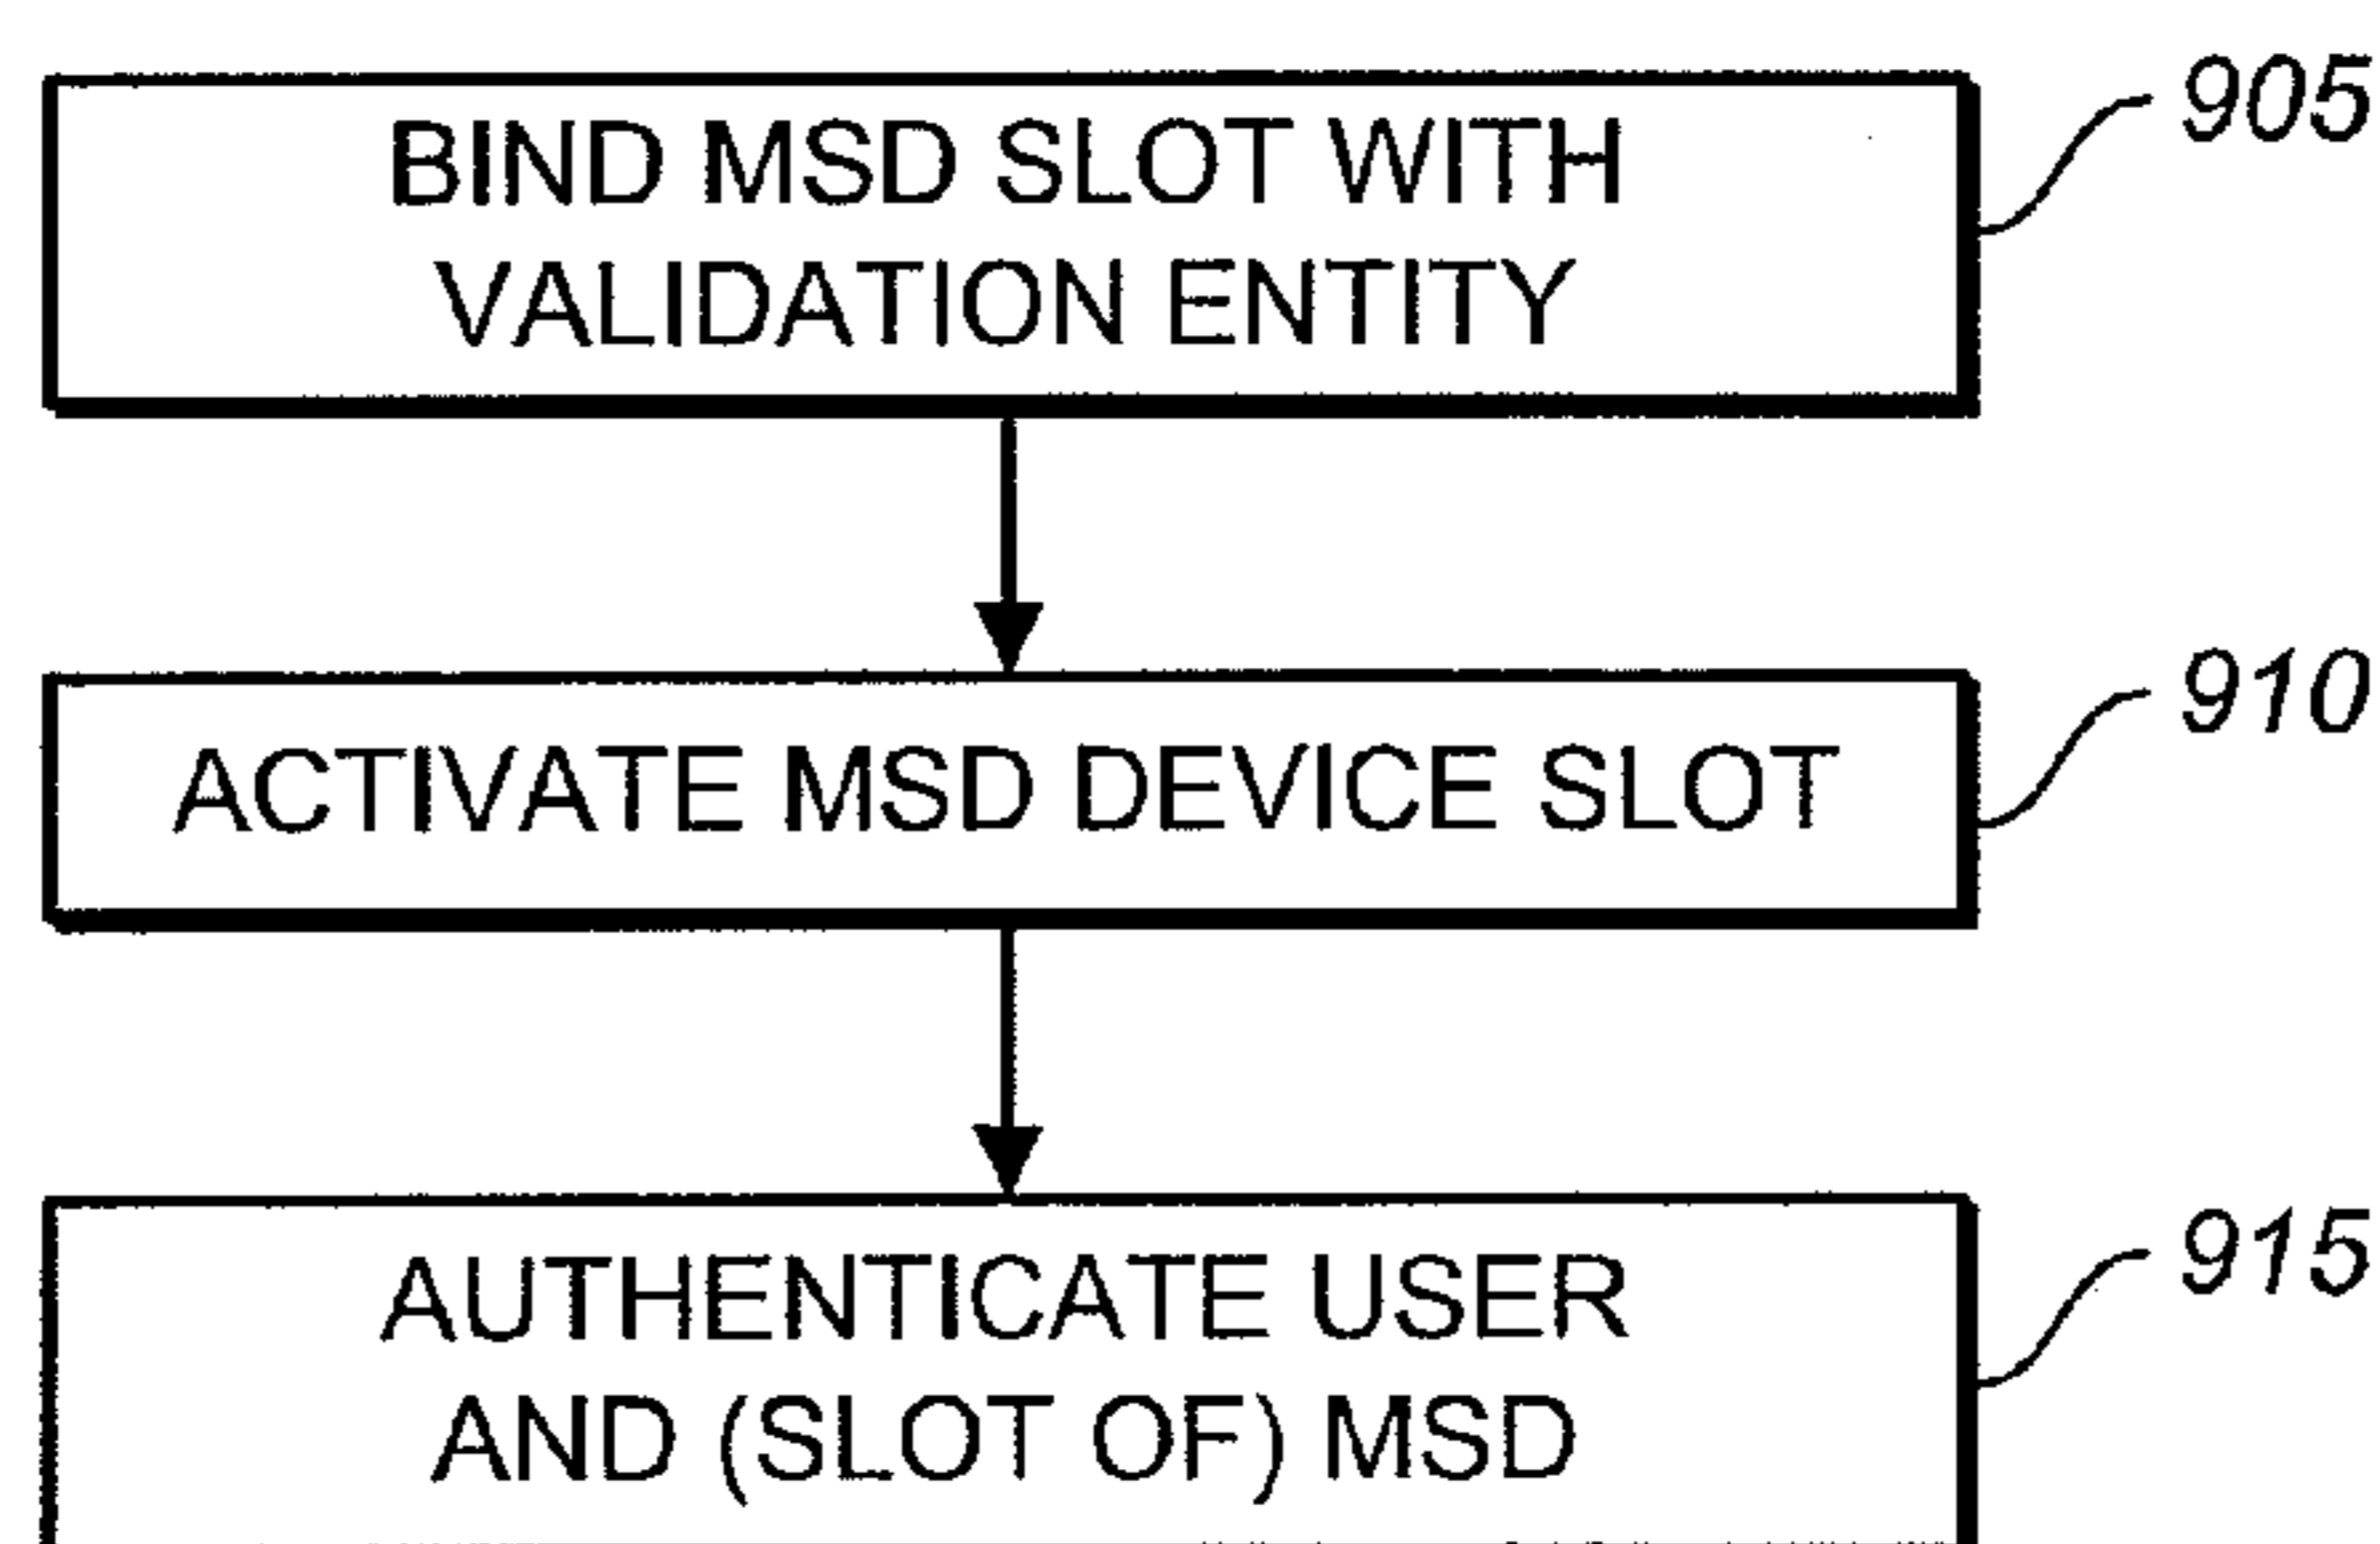 BIND MSD SLOT WITH
VALIDATION ENTITY
905
ACTIVATE MSD DEVICE SLOT
910
AUTHENTICATE USER
AND (SLOT OF) MSD
915